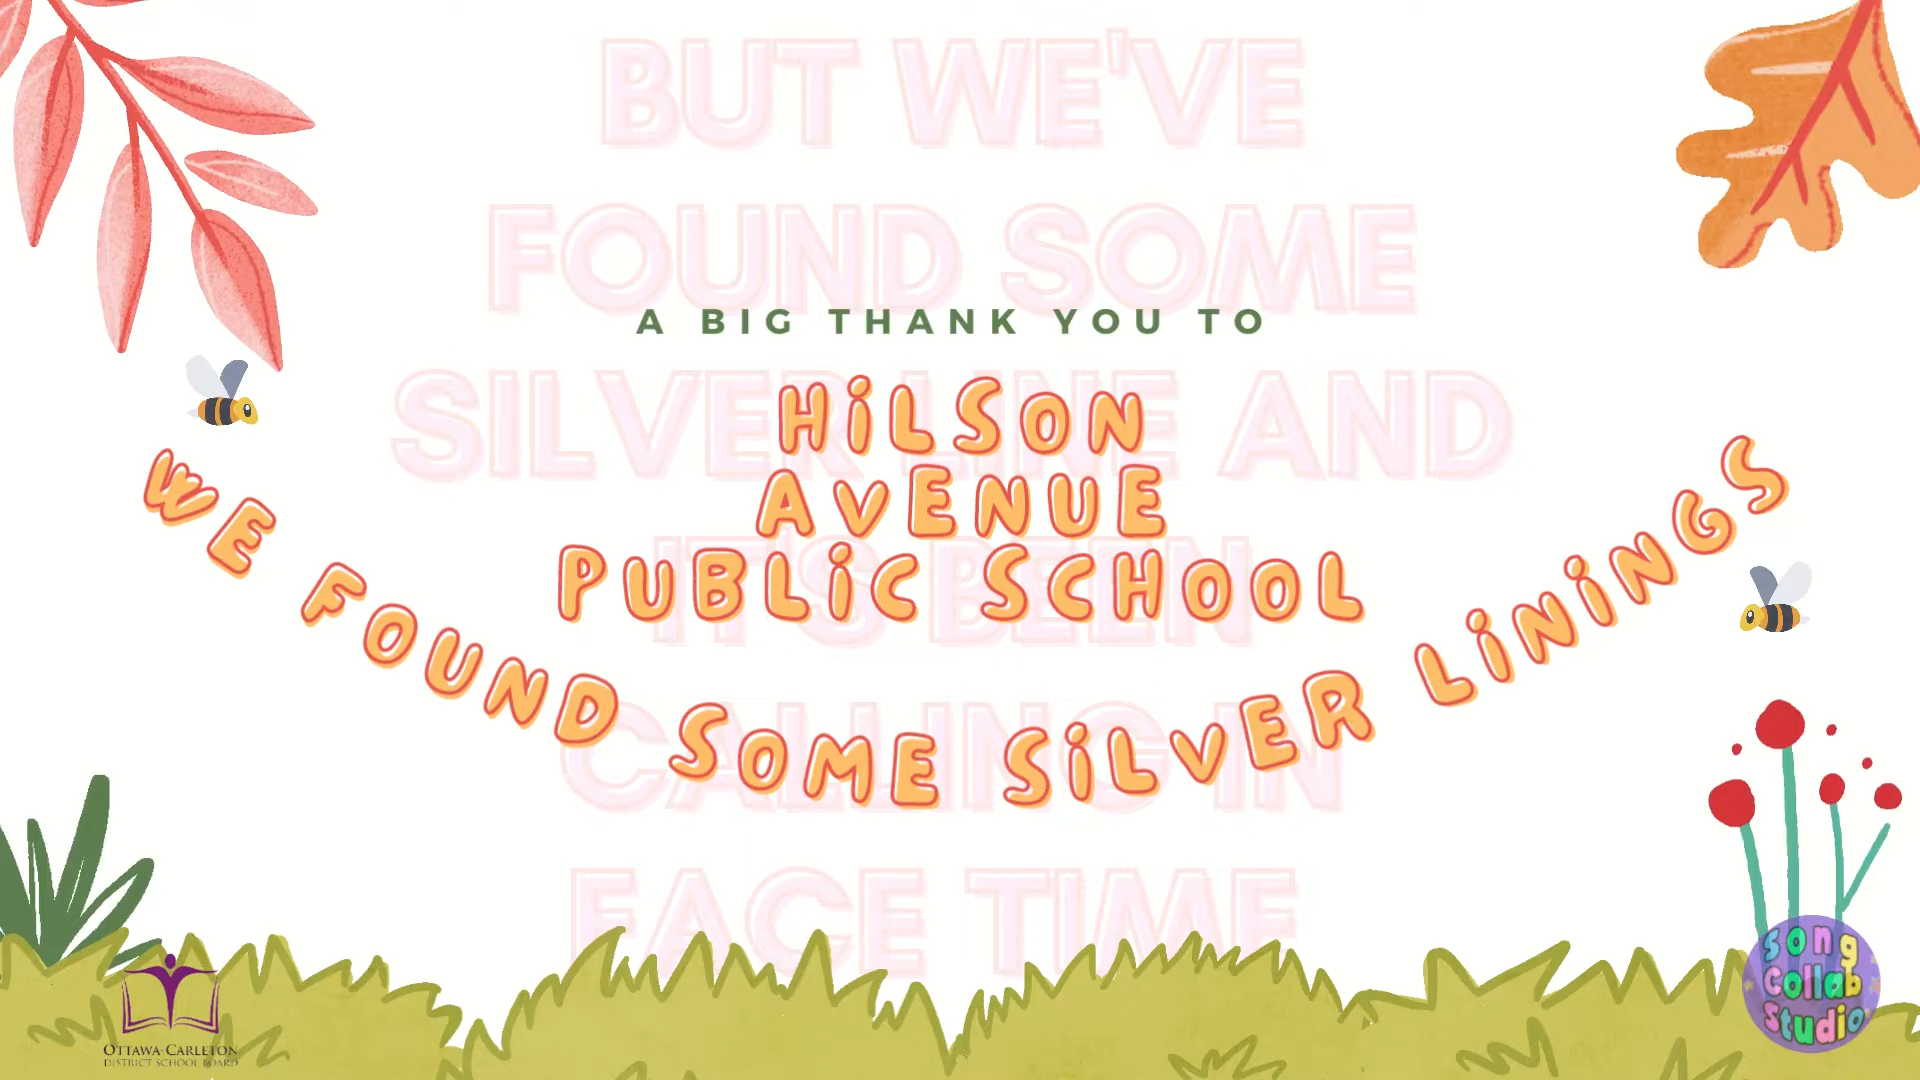 BUT WE'VE
FOUND SOME
A BIG THANK YOU TO
SILVER LINE AND
HiLSON
AVENUE
IT'S BEEN
PUBLiC SCHOOL
WE FOUND SOME SiLVER LiNiNGS
CALLING IN
FACE TIME
OTTAWA-CARLETON
DISTRICT SCHOOL BOARD
song
Collab
Studio